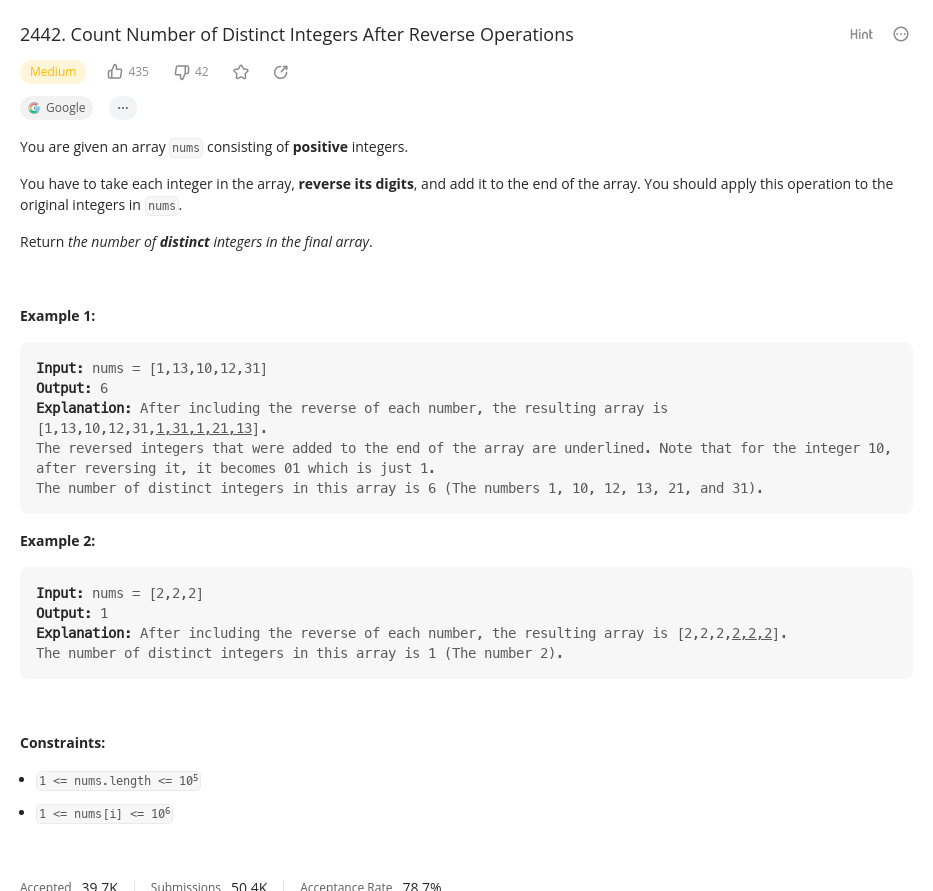 2442. Count Number of Distinct Integers After Reverse Operations
Hint
Medium 435 42
Google ...
You are given an array nums consisting of positive integers.
You have to take each integer in the array, reverse its digits, and add it to the end of the array. You should apply this operation to the
original integers in nums.
Return the number of distinct integers in the final array.
Example 1:
Input: nums = [1,13,10,12,31]
Output: 6
Explanation: After including the reverse of each number, the resulting array is
[1,13,10,12,31,1,31,1,21,13].
The reversed integers that were added to the end of the array are underlined. Note that for the integer 10,
after reversing it, it becomes 01 which is just 1.
The number of distinct integers in this array is 6 (The numbers 1, 10, 12, 13, 21, and 31).
Example 2:
Input: nums = [2,2,2]
Output: 1
Explanation: After including the reverse of each number, the resulting array is [2,2,2,2,2,2].
The number of distinct integers in this array is 1 (The number 2).
Constraints:
• 1 <= nums.length <= 10⁵
• 1 <= nums[i] <= 10⁶
Accepted 39.7K Submissions 50.4K Acceptance Rate 78.7%